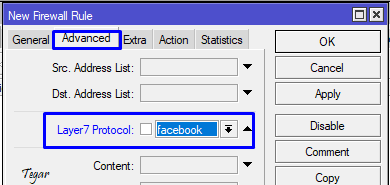 New Firewall Rule
General Advanced Extra Action Statistics
OK
Src. Address List:
Cancel
Dst. Address List:
Apply
Layer7 Protocol: facebook
Disable
Comment
Content:
Tegar
Copy